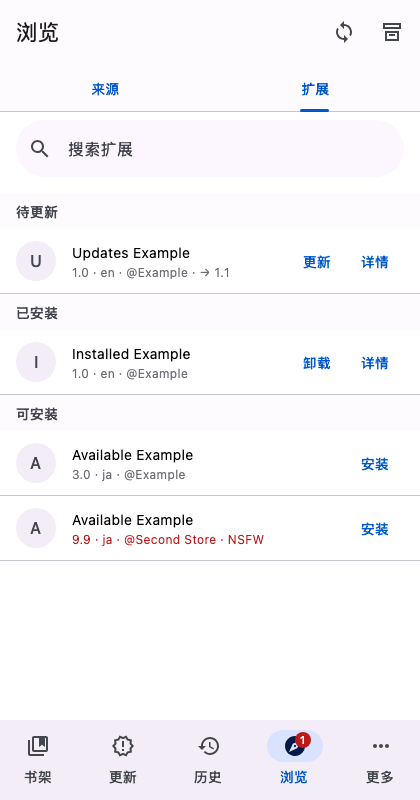 浏览
来源
扩展
搜索扩展
待更新
U
Updates Example
1.0 · en · @Example · → 1.1
更新
详情
已安装
I
Installed Example
1.0 · en · @Example
卸载
详情
可安装
A
Available Example
3.0 · ja · @Example
安装
A
Available Example
9.9 · ja · @Second Store · NSFW
安装
1
书架
更新
历史
浏览
更多